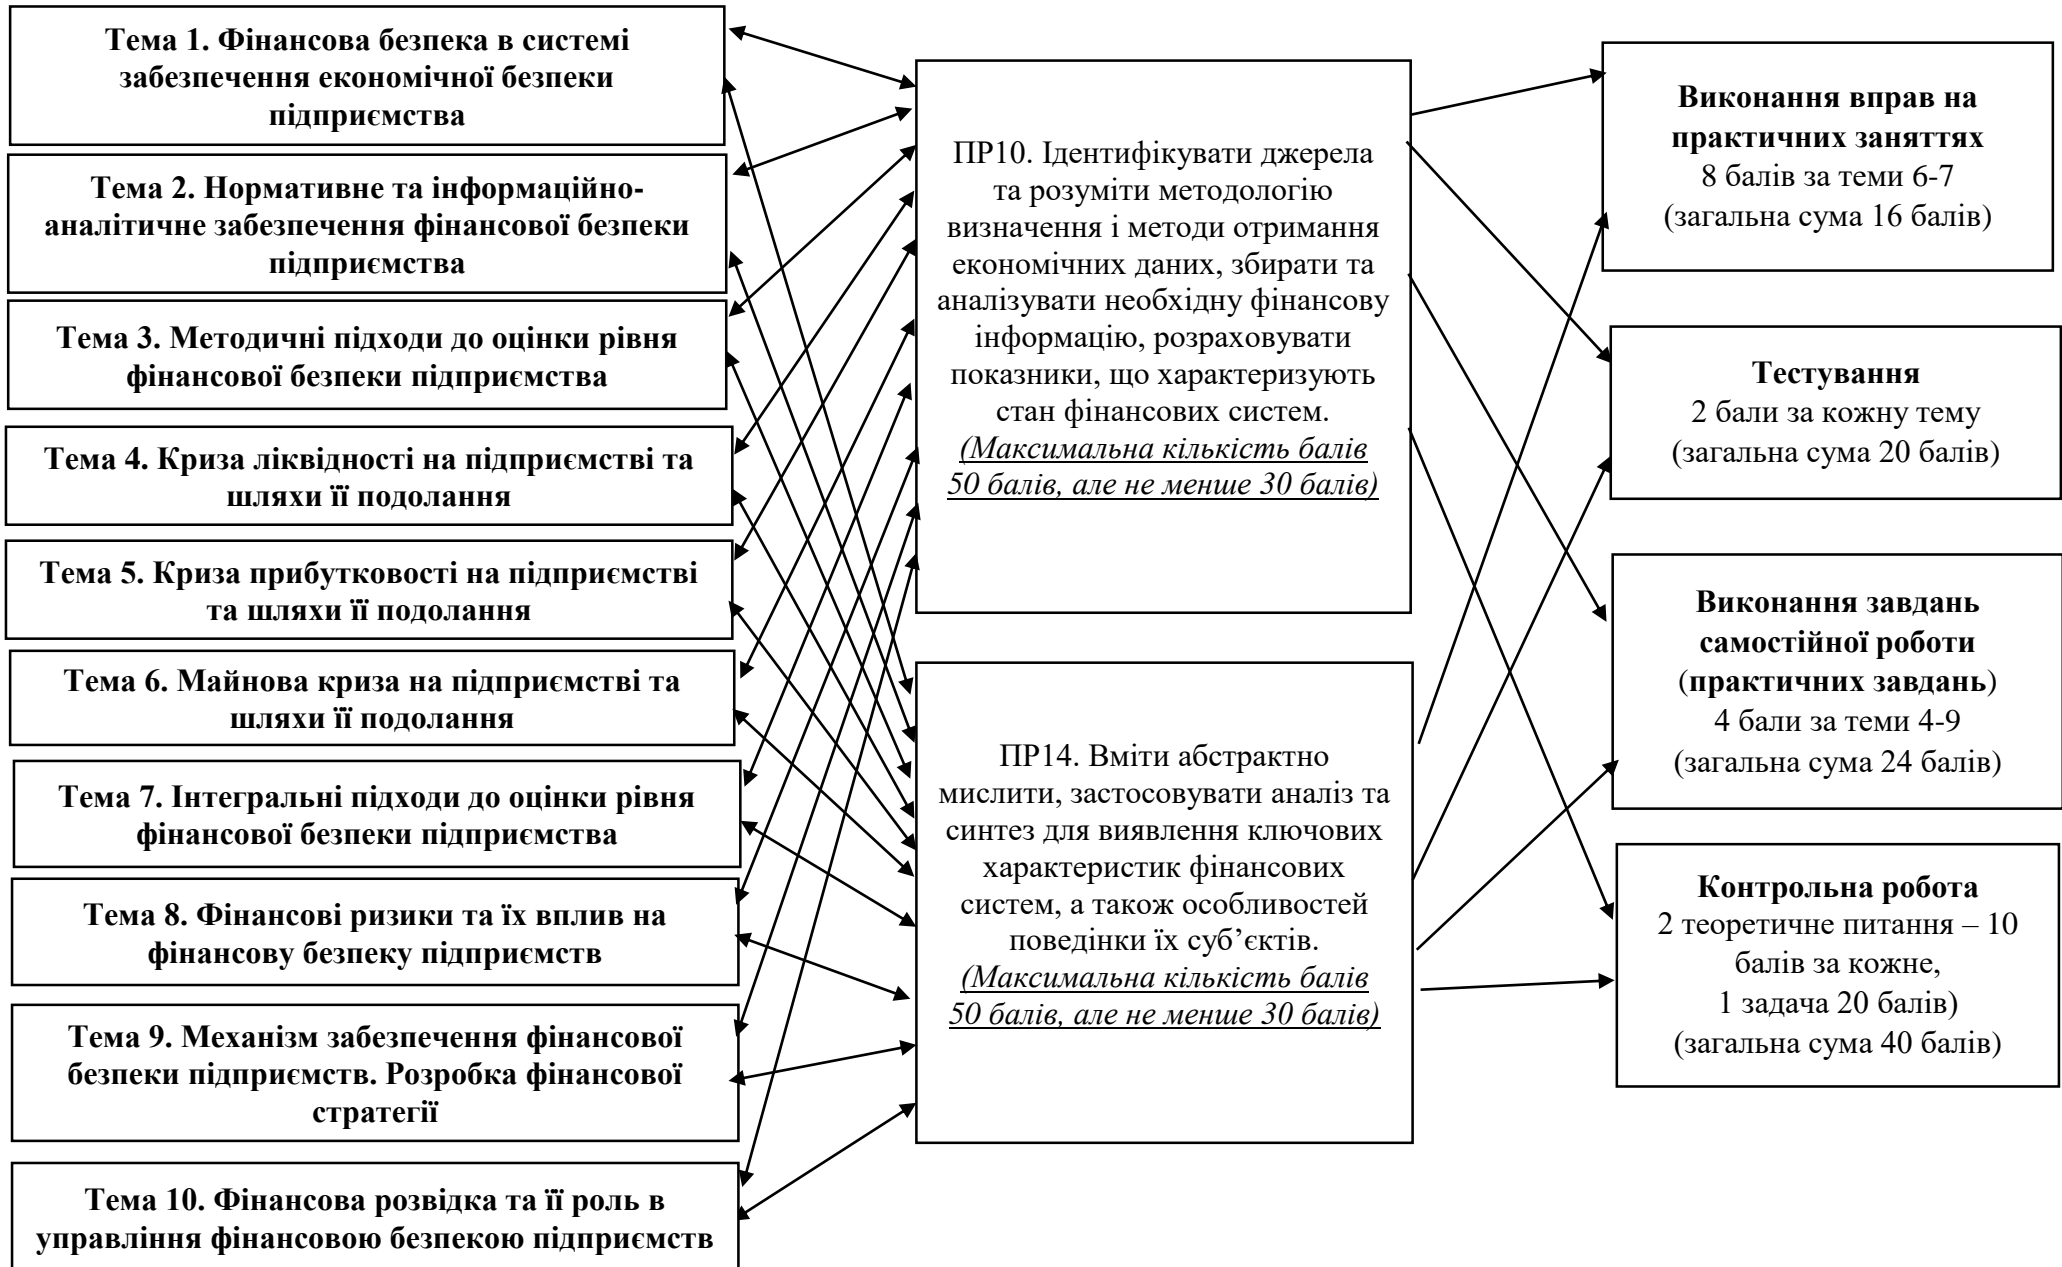 Тема 1. Фінансова безпека в системі
забезпечення економічної безпеки
підприємства
Тема 2. Нормативне та інформаційно-
аналітичне забезпечення фінансової безпеки
підприємства
Тема 3. Методичні підходи до оцінки рівня
фінансової безпеки підприємства
Тема 4. Криза ліквідності на підприємстві та
шляхи її подолання
Тема 5. Криза прибутковості на підприємстві
та шляхи її подолання
Тема 6. Майнова криза на підприємстві та
шляхи її подолання
Тема 7. Інтегральні підходи до оцінки рівня
фінансової безпеки підприємства
Тема 8. Фінансові ризики та їх вплив на
фінансову безпеку підприємств
Тема 9. Механізм забезпечення фінансової
безпеки підприємств. Розробка фінансової
стратегії
Тема 10. Фінансова розвідка та її роль в
управління фінансовою безпекою підприємств
ПР10. Ідентифікувати джерела
та розуміти методологію
визначення і методи отримання
економічних даних, збирати та
аналізувати необхідну фінансову
інформацію, розраховувати
показники, що характеризують
стан фінансових систем.
(Максимальна кількість балів
50 балів, але не менше 30 балів)
ПР14. Вміти абстрактно
мислити, застосовувати аналіз та
синтез для виявлення ключових
характеристик фінансових
систем, а також особливостей
поведінки їх суб’єктів.
(Максимальна кількість балів
50 балів, але не менше 30 балів)
Виконання вправ на
практичних заняттях
8 балів за теми 6-7
(загальна сума 16 балів)
Тестування
2 бали за кожну тему
(загальна сума 20 балів)
Виконання завдань
самостійної роботи
(практичних завдань)
4 бали за теми 4-9
(загальна сума 24 балів)
Контрольна робота
2 теоретичне питання – 10
балів за кожне,
1 задача 20 балів)
(загальна сума 40 балів)